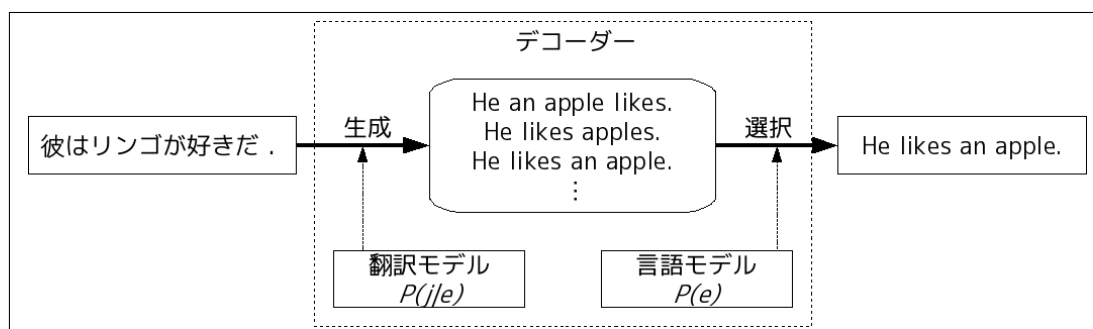 デコーダー
彼はリンゴが好きだ .
生成
He an apple likes.
He likes apples.
He likes an apple.
⋮
選択
He likes an apple.
翻訳モデル
P(j|e)
言語モデル
P(e)